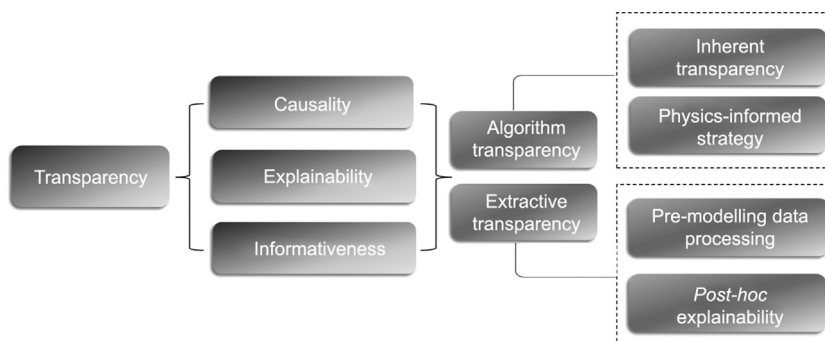 Transparency
Causality
Explainability
Informativeness
Algorithm
transparency
Extractive
transparency
Inherent
transparency
Physics-informed
strategy
Pre-modelling data
processing
Post-hoc
explainability